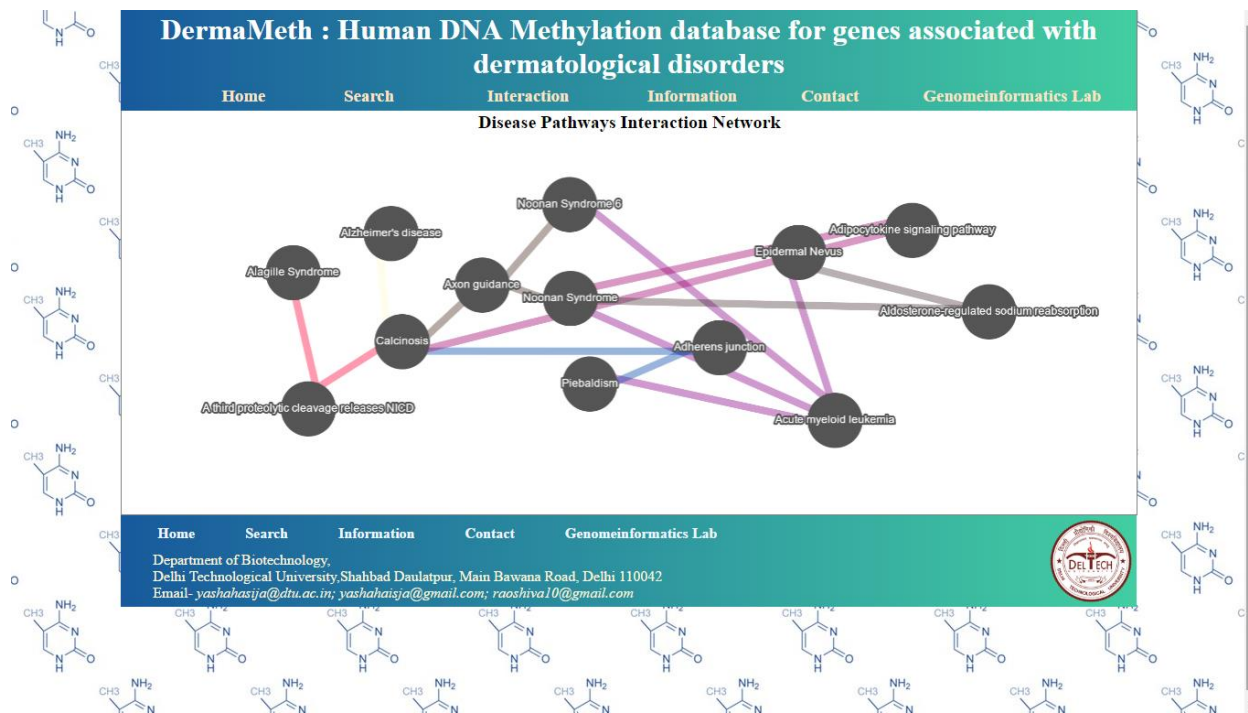 DermaMeth : Human DNA Methylation database for genes associated with
dermatological disorders
Home Search Interaction Information Contact Genomeinformatics Lab
Disease Pathways Interaction Network
Noonan Syndrome 6
Alzheimer's disease
Adipocytokine signaling pathway
Epidermal Nevus
Alagille Syndrome
Axon guidance
Noonan Syndrome
Aldosterone-regulated sodium reabsorption
Calcinosis
Adherens junction
Piebaldism
A third proteolytic cleavage releases NICD
Acute myeloid leukemia
Home Search Information Contact Genomeinformatics Lab
Department of Biotechnology,
Delhi Technological University,Shahbad Daulatpur, Main Bawana Road, Delhi 110042
Email- yashahasija@dtu.ac.in; yashahaisja@gmail.com; raoshiva10@gmail.com
DELTECH
NH2
CH3
N
N
H
O